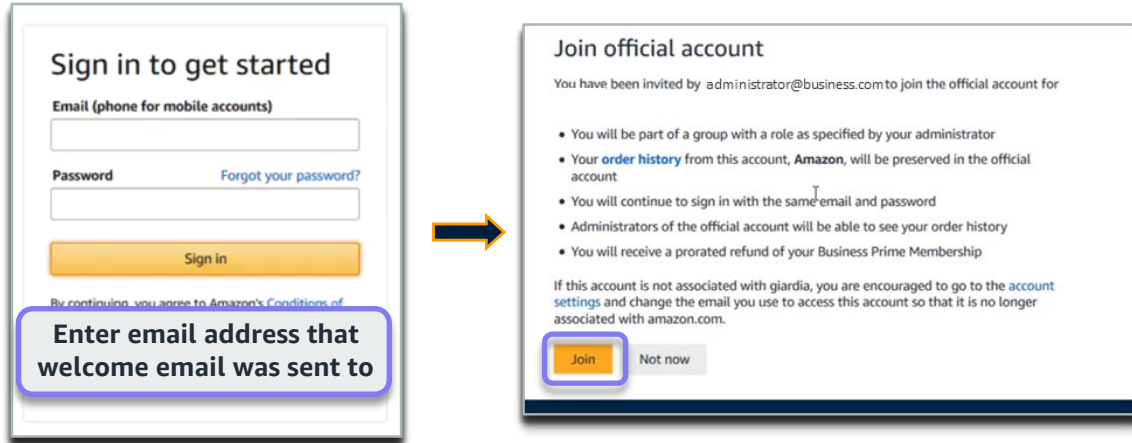 Sign in to get started
Email (phone for mobile accounts)
Password Forgot your password?
Sign in
By continuing, you agree to Amazon's Conditions of
Enter email address that
welcome email was sent to
Join official account
You have been invited by administrator@business.com to join the official account for
• You will be part of a group with a role as specified by your administrator
• Your order history from this account, Amazon, will be preserved in the official
account
• You will continue to sign in with the same email and password
• Administrators of the official account will be able to see your order history
• You will receive a prorated refund of your Business Prime Membership
If this account is not associated with giardia, you are encouraged to go to the account
settings and change the email you use to access this account so that it is no longer
associated with amazon.com.
Join Not now